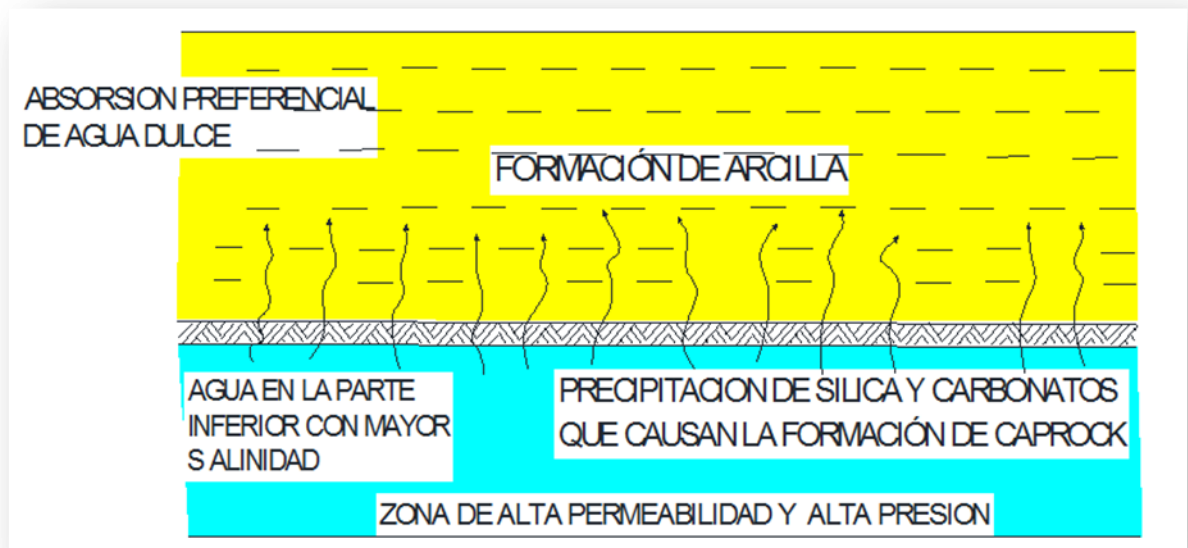 ABSORSION PREFERENCIAL
DE AGUA DULCE
FORMACIÓN DE ARCILLA
AGUA EN LA PARTE
INFERIOR CON MAYOR
S ALINIDAD
PRECIPITACION DE SILICA Y CARBONATOS
QUE CAUSAN LA FORMACIÓN DE CAPROCK
ZONA DE ALTA PERMEABILIDAD Y ALTA PRESION